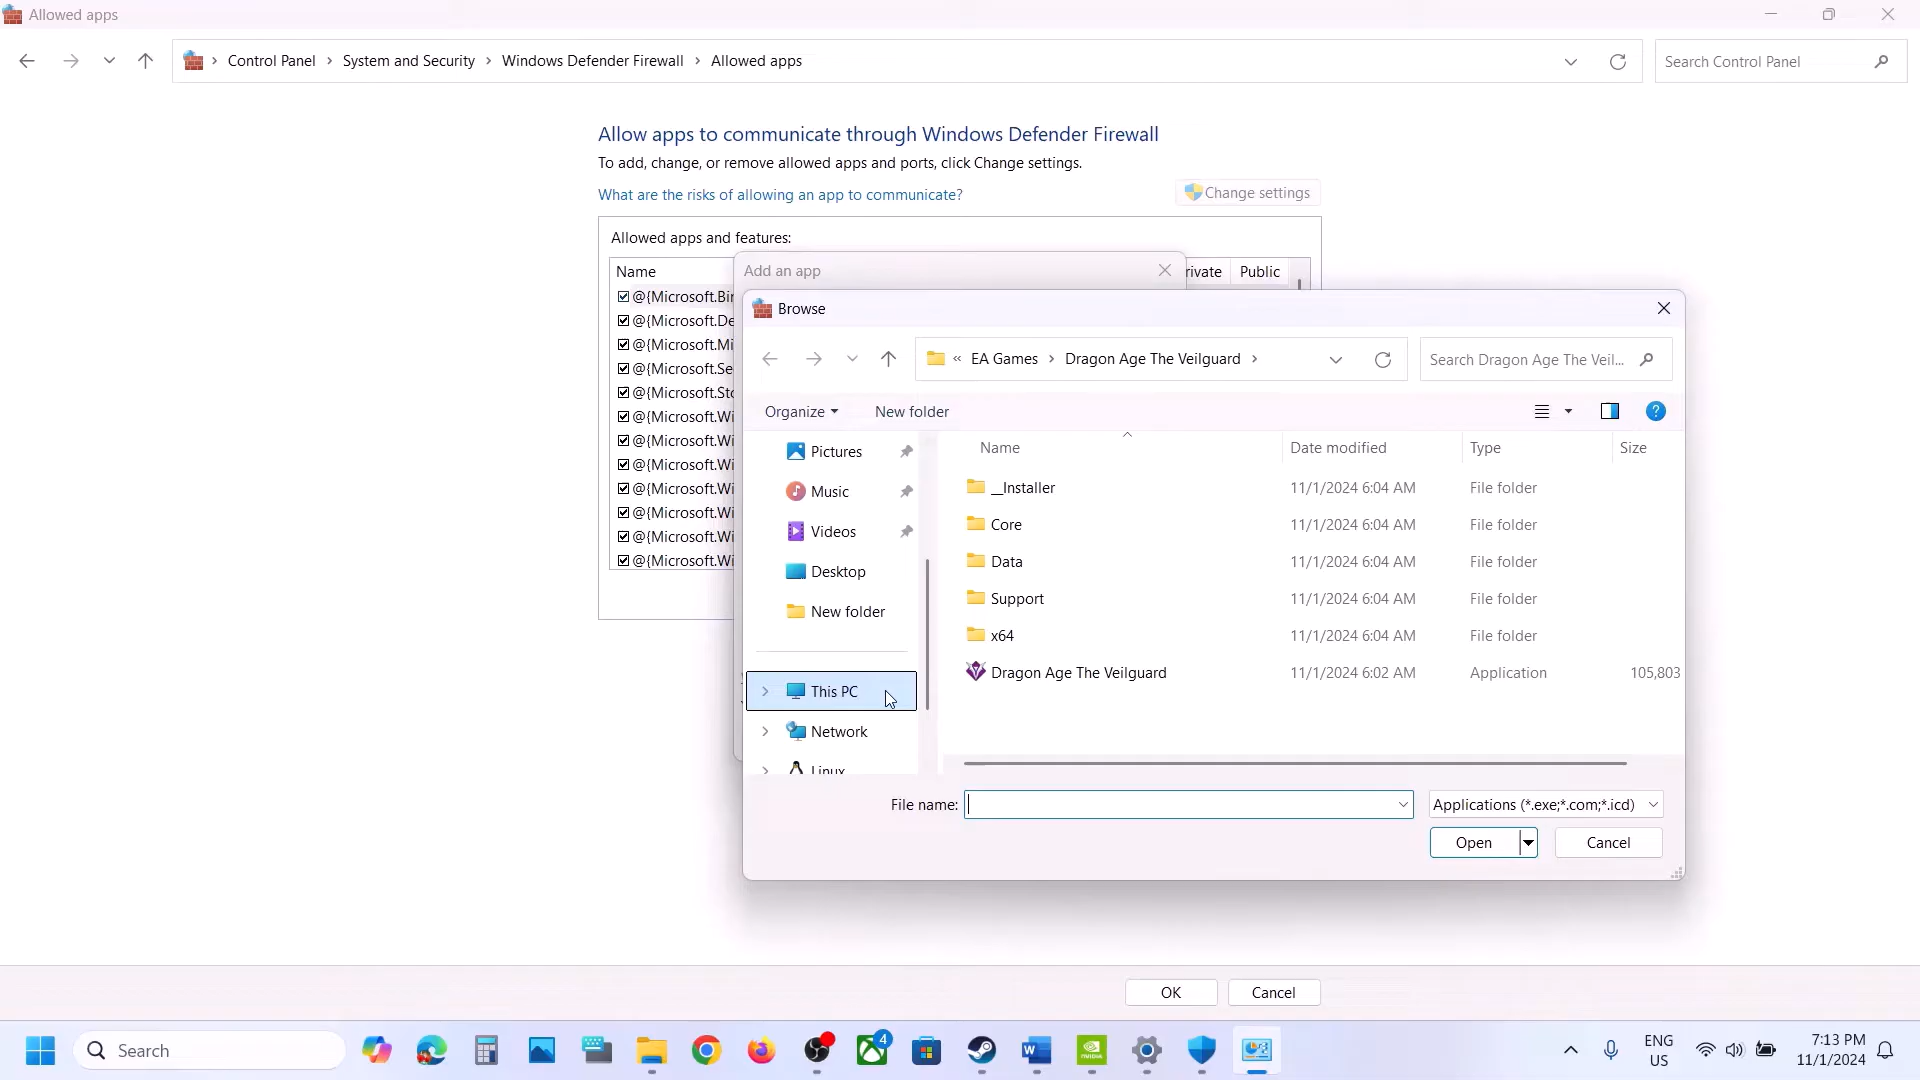 Allowed apps
Control Panel > System and Security > Windows Defender Firewall > Allowed apps
Search Control Panel
Allow apps to communicate through Windows Defender Firewall
To add, change, or remove allowed apps and ports, click Change settings.
What are the risks of allowing an app to communicate?
Change settings
Allowed apps and features:
Name
rivate
Public
@{Microsoft.Bin
@{Microsoft.De
@{Microsoft.Mi
@{Microsoft.Se
@{Microsoft.Sto
@{Microsoft.Wi
@{Microsoft.Wi
@{Microsoft.Wi
@{Microsoft.Wi
@{Microsoft.Wi
@{Microsoft.Wi
@{Microsoft.Wi
Add an app
Browse
« EA Games > Dragon Age The Veilguard >
Search Dragon Age The Veil...
Organize
New folder
Pictures
Music
Videos
Desktop
New folder
This PC
Network
Linux
Name Date modified Type Size
__Installer 11/1/2024 6:04 AM File folder
Core 11/1/2024 6:04 AM File folder
Data 11/1/2024 6:04 AM File folder
Support 11/1/2024 6:04 AM File folder
x64 11/1/2024 6:04 AM File folder
Dragon Age The Veilguard 11/1/2024 6:02 AM Application 105,803
File name:
Applications (*.exe;*.com;*.icd)
Open
Cancel
OK
Cancel
Search
4
ENG
US
7:13 PM
11/1/2024